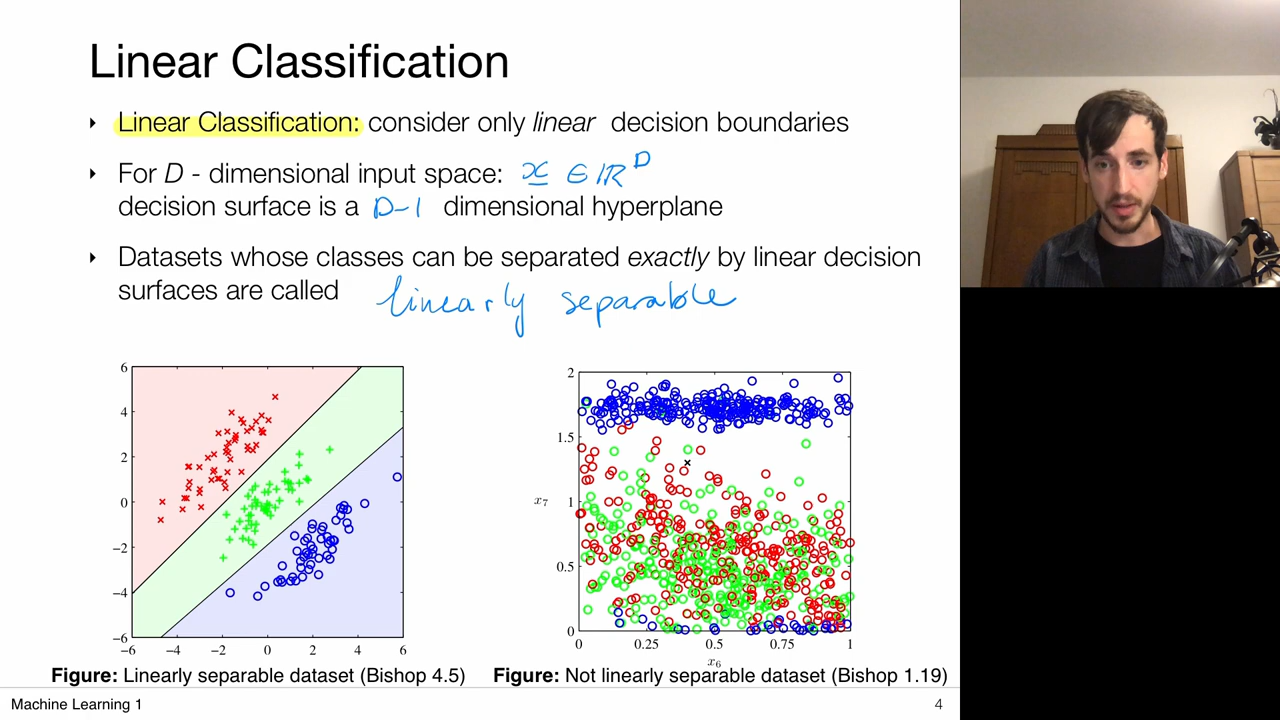 Linear Classification
‣ Linear Classification: consider only linear decision boundaries
‣ For D - dimensional input space: x ∈ ℝ^D
decision surface is a D-1 dimensional hyperplane
‣ Datasets whose classes can be separated exactly by linear decision
surfaces are called linearly separable
6
4
2
0
−2
−4
−6
−6 −4 −2 0 2 4 6
2
1.5
x7
1
0.5
0
0 0.25 0.5 0.75 1
x6
Figure: Linearly separable dataset (Bishop 4.5)
Figure: Not linearly separable dataset (Bishop 1.19)
Machine Learning 1
4